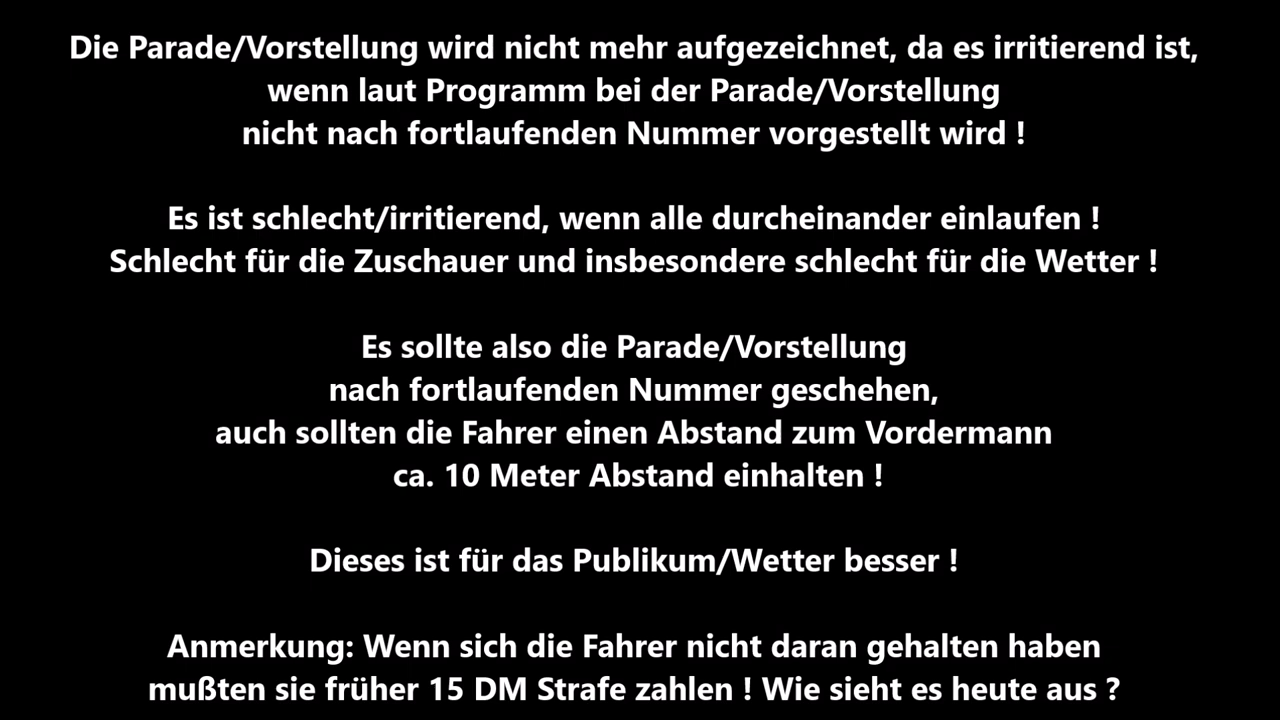 Die Parade/Vorstellung wird nicht mehr aufgezeichnet, da es irritierend ist,
wenn laut Programm bei der Parade/Vorstellung
nicht nach fortlaufenden Nummer vorgestellt wird !
Es ist schlecht/irritierend, wenn alle durcheinander einlaufen !
Schlecht für die Zuschauer und insbesondere schlecht für die Wetter !
Es sollte also die Parade/Vorstellung
nach fortlaufenden Nummer geschehen,
auch sollten die Fahrer einen Abstand zum Vordermann
ca. 10 Meter Abstand einhalten !
Dieses ist für das Publikum/Wetter besser !
Anmerkung: Wenn sich die Fahrer nicht daran gehalten haben
mußten sie früher 15 DM Strafe zahlen ! Wie sieht es heute aus ?